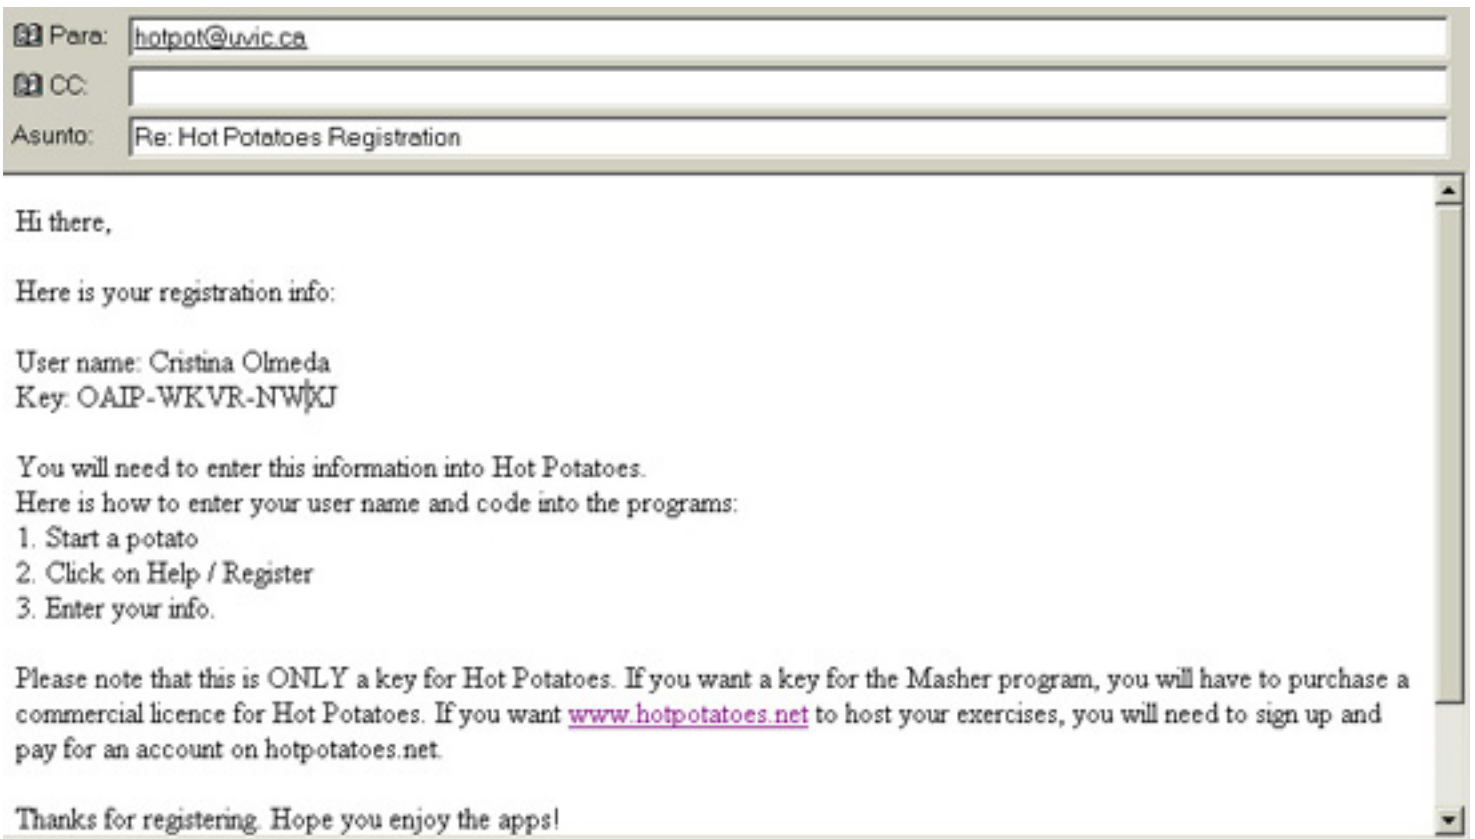 Para: hotpot@uvic.ca
CC:
Asunto: Re: Hot Potatoes Registration
Hi there,
Here is your registration info:
User name: Cristina Olmeda
Key: OAIP-WKVR-NWXJ
You will need to enter this information into Hot Potatoes.
Here is how to enter your user name and code into the programs:
1. Start a potato
2. Click on Help / Register
3. Enter your info.
Please note that this is ONLY a key for Hot Potatoes. If you want a key for the Masher program, you will have to purchase a
commercial licence for Hot Potatoes. If you want www.hotpotatoes.net to host your exercises, you will need to sign up and
pay for an account on hotpotatoes.net.
Thanks for registering. Hope you enjoy the apps!